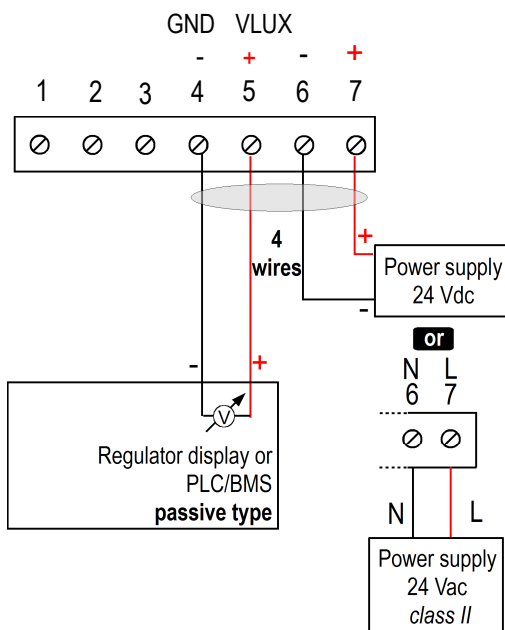 GND VLUX
- + - +
1 2 3 4 5 6 7
4
wires
+
-
Power supply
24 Vdc
or
N L
6 7
- +
V
Regulator display or
PLC/BMS
passive type
N L
Power supply
24 Vac
class II